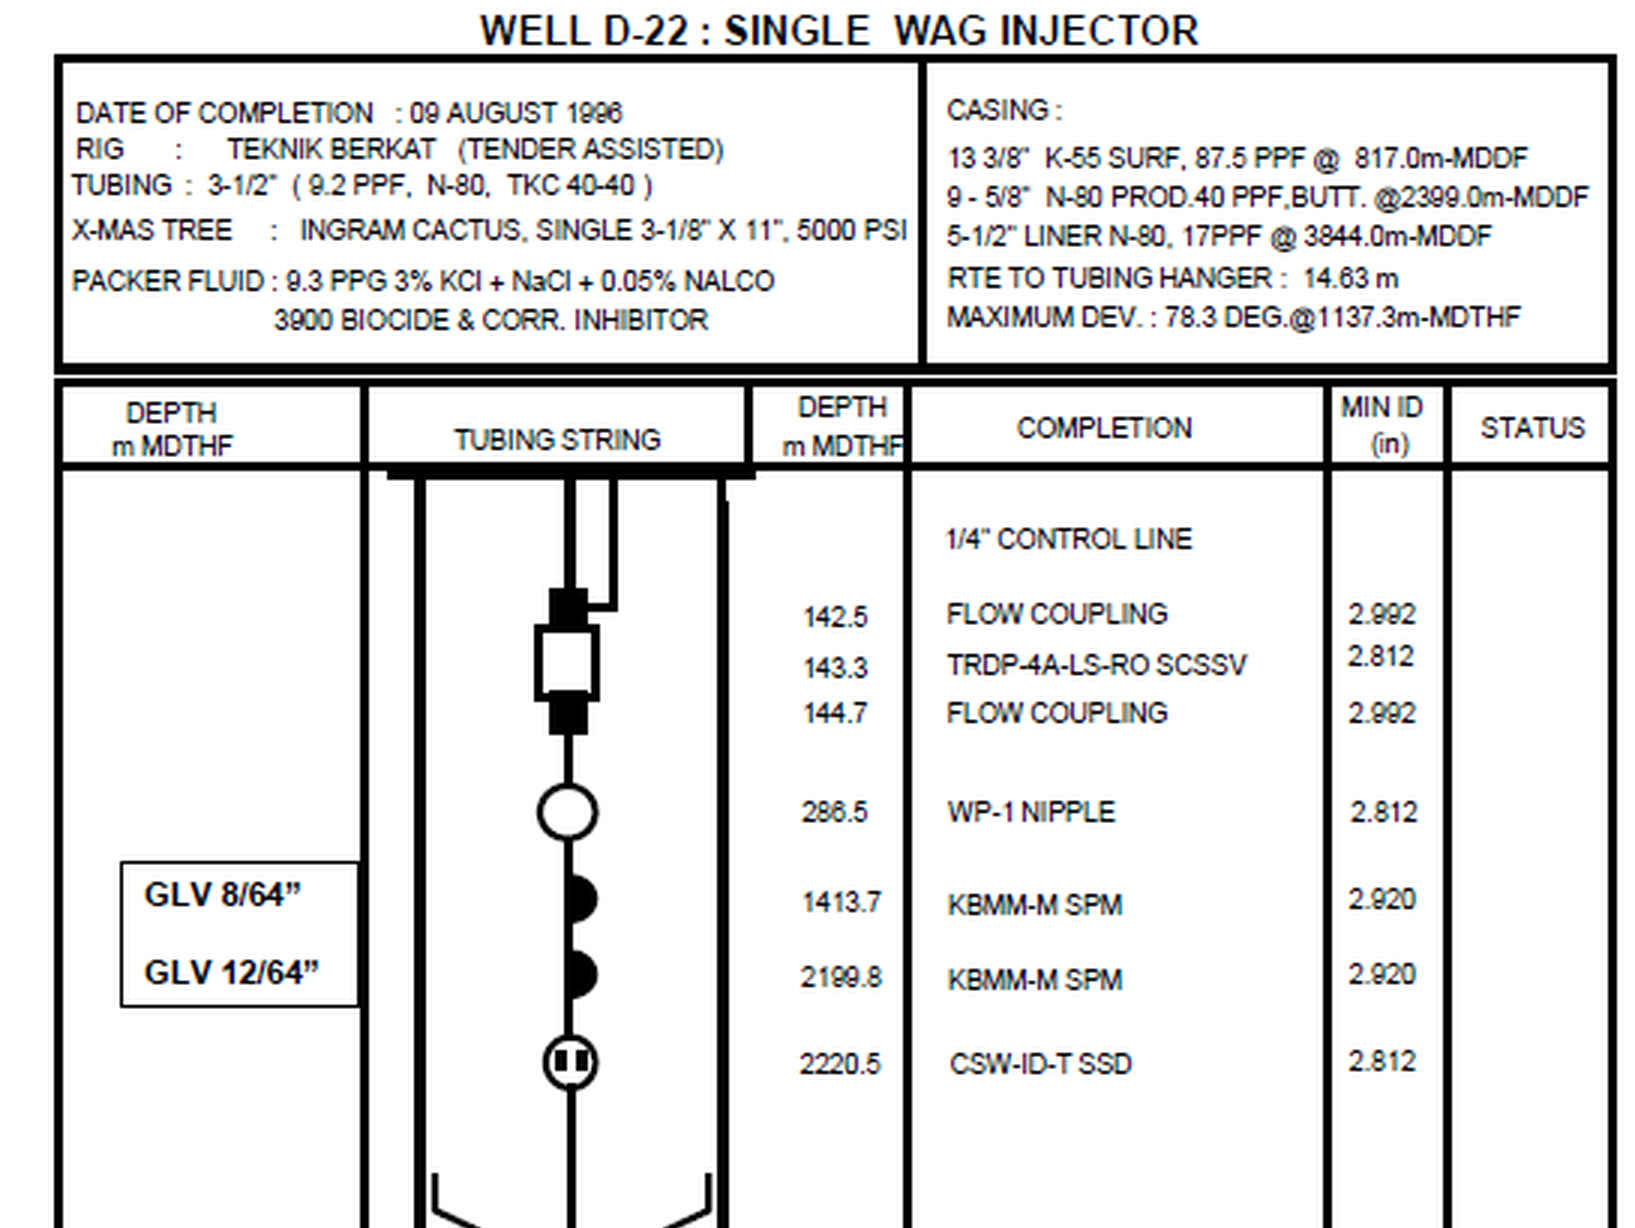 WELL D-22 : SINGLE WAG INJECTOR
DATE OF COMPLETION : 09 AUGUST 1996
RIG : TEKNIK BERKAT (TENDER ASSISTED)
TUBING : 3-1/2" ( 9.2 PPF, N-80, TKC 40-40 )
X-MAS TREE : INGRAM CACTUS, SINGLE 3-1/8" X 11", 5000 PSI
PACKER FLUID : 9.3 PPG 3% KCl + NaCl + 0.05% NALCO
3900 BIOCIDE & CORR. INHIBITOR
CASING :
13 3/8" K-55 SURF, 87.5 PPF @ 817.0m-MDDF
9 - 5/8" N-80 PROD.40 PPF,BUTT. @2399.0m-MDDF
5-1/2" LINER N-80, 17PPF @ 3844.0m-MDDF
RTE TO TUBING HANGER : 14.63 m
MAXIMUM DEV. : 78.3 DEG.@1137.3m-MDTHF
DEPTH
m MDTHF
TUBING STRING
DEPTH
m MDTHF
COMPLETION
MIN ID
(in)
STATUS
1/4" CONTROL LINE
142.5 FLOW COUPLING 2.992
143.3 TRDP-4A-LS-RO SCSSV 2.812
144.7 FLOW COUPLING 2.992
286.5 WP-1 NIPPLE 2.812
GLV 8/64” 1413.7 KBMM-M SPM 2.920
GLV 12/64” 2199.8 KBMM-M SPM 2.920
2220.5 CSW-ID-T SSD 2.812